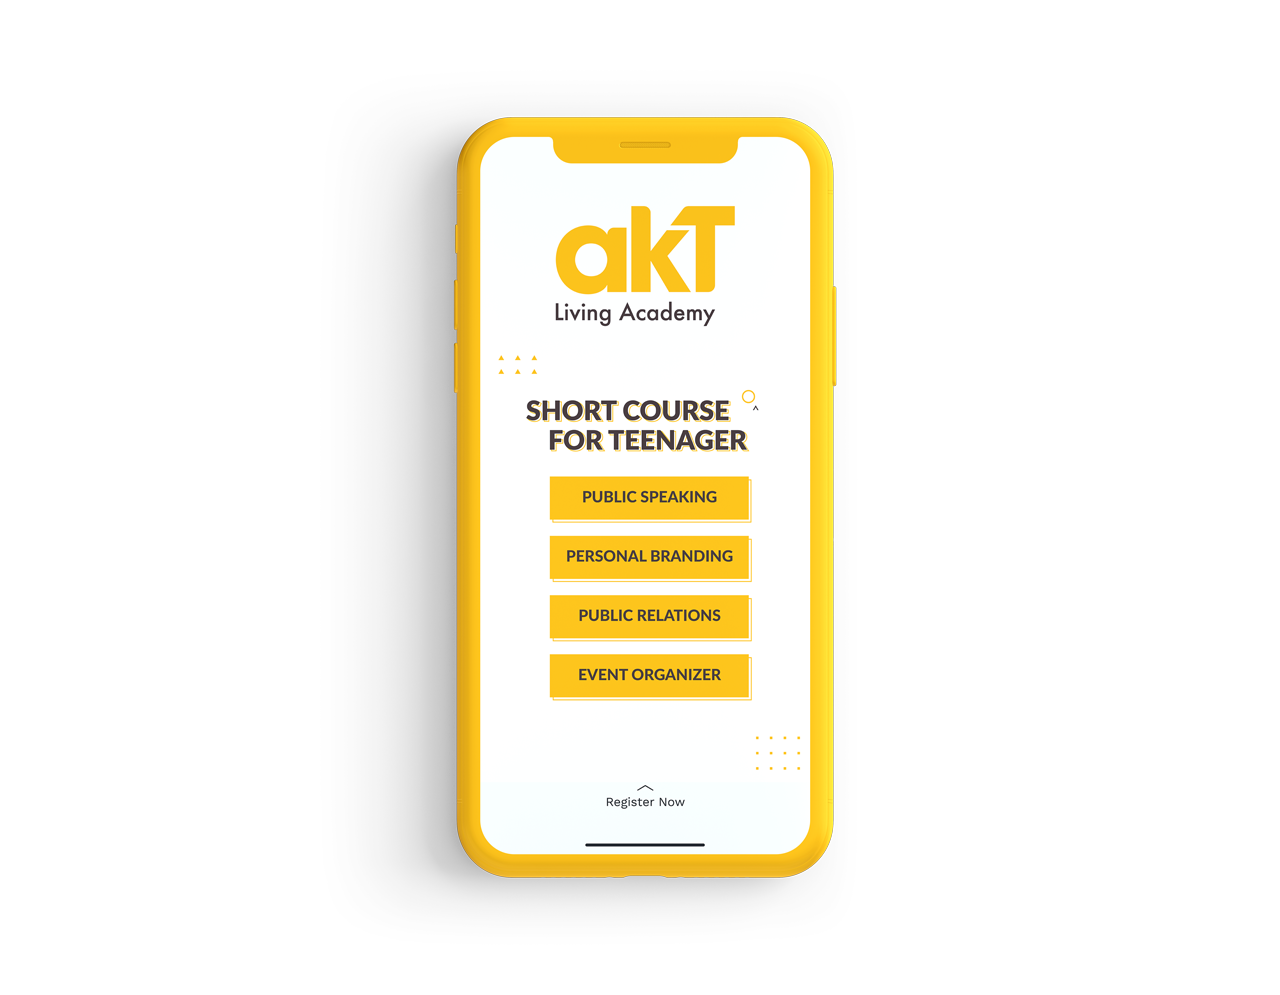 akT
Living Academy
SHORT COURSE
FOR TEENAGER
PUBLIC SPEAKING
PERSONAL BRANDING
PUBLIC RELATIONS
EVENT ORGANIZER
Register Now